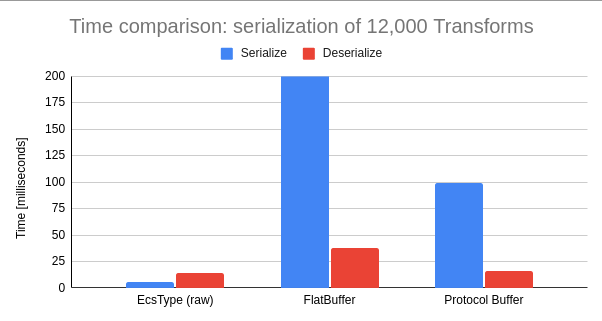 Time comparison: serialization of 12,000 Transforms
Serialize Deserialize
Time [milliseconds]
200
175
150
125
100
75
50
25
0
EcsType (raw) FlatBuffer Protocol Buffer